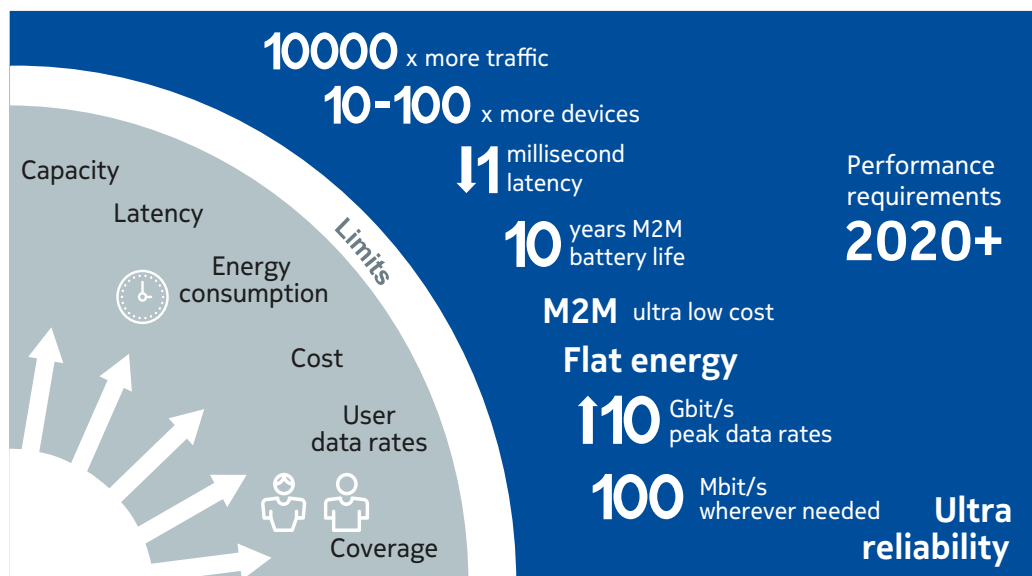 10000 x more traffic
10-100 x more devices
1 millisecond
latency
10 years M2M
battery life
M2M ultra low cost
Flat energy
10 Gbit/s
peak data rates
100 Mbit/s
wherever needed
Ultra
reliability
Performance
requirements
2020+
Limits
Capacity
Latency
Energy
consumption
Cost
User
data rates
Coverage